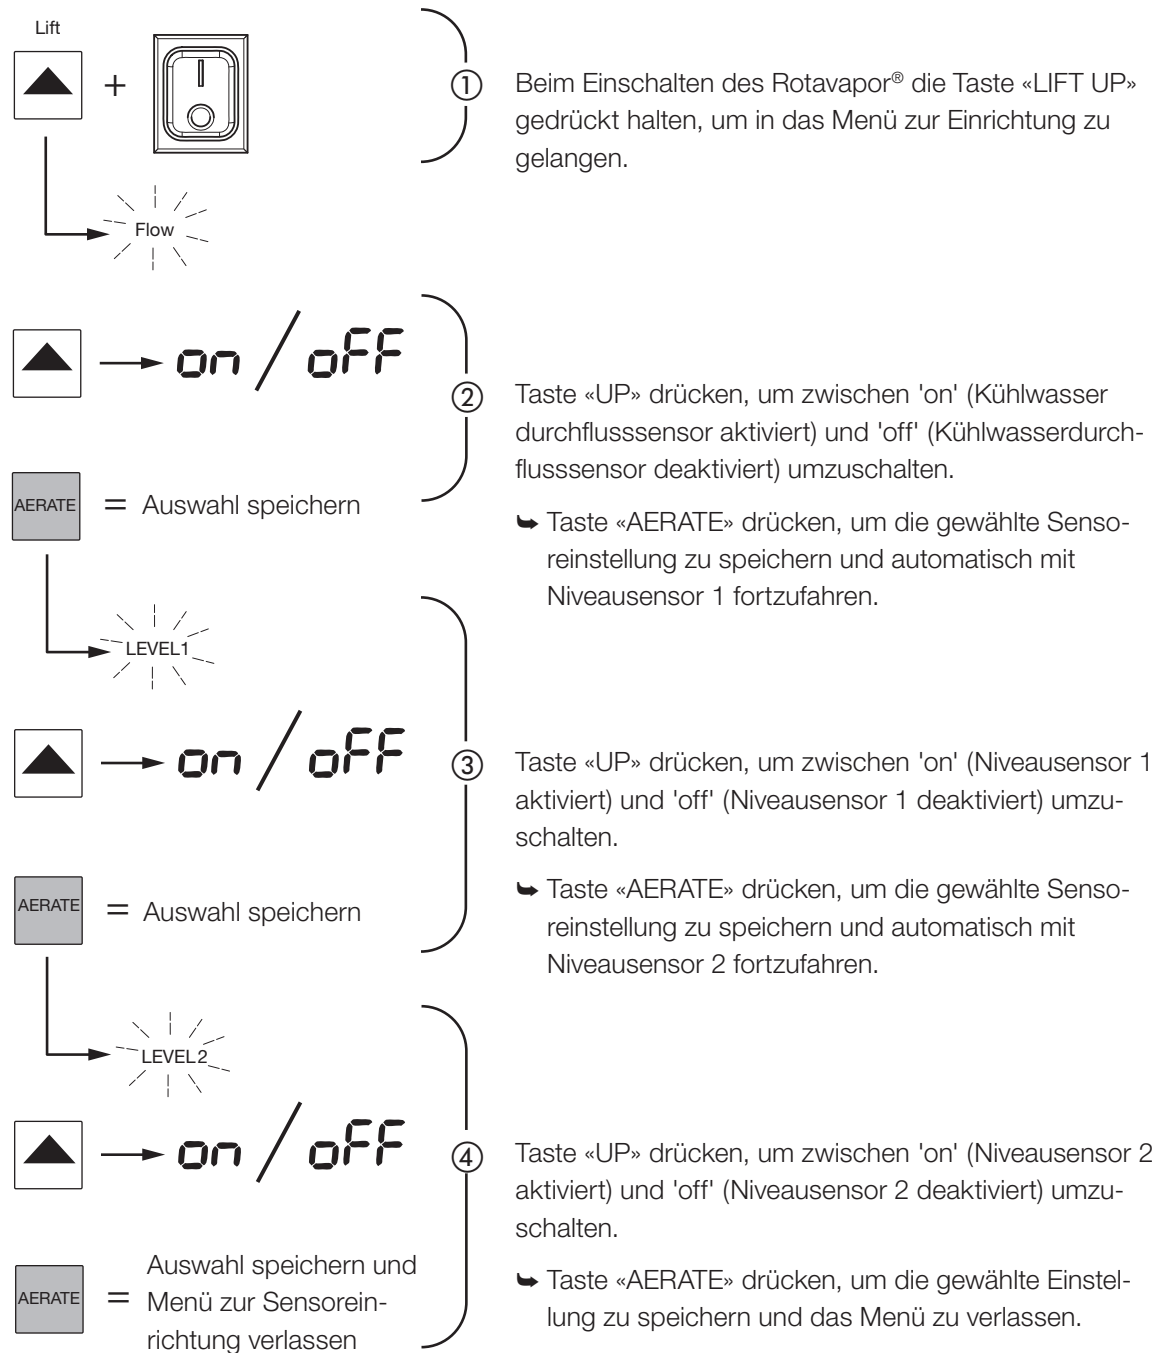 Lift
+
①
Beim Einschalten des Rotavapor® die Taste «LIFT UP»
gedrückt halten, um in das Menü zur Einrichtung zu
gelangen.
Flow
on / oFF
②
Taste «UP» drücken, um zwischen 'on' (Kühlwasser
durchflusssensor aktiviert) und 'off' (Kühlwasserdurch-
flusssensor deaktiviert) umzuschalten.
AERATE = Auswahl speichern
➥ Taste «AERATE» drücken, um die gewählte Senso-
reinstellung zu speichern und automatisch mit
Niveausensor 1 fortzufahren.
LEVEL1
on / oFF
③
Taste «UP» drücken, um zwischen 'on' (Niveausensor 1
aktiviert) und 'off' (Niveausensor 1 deaktiviert) umzu-
schalten.
AERATE = Auswahl speichern
➥ Taste «AERATE» drücken, um die gewählte Senso-
reinstellung zu speichern und automatisch mit
Niveausensor 2 fortzufahren.
LEVEL2
on / oFF
④
Taste «UP» drücken, um zwischen 'on' (Niveausensor 2
aktiviert) und 'off' (Niveausensor 2 deaktiviert) umzu-
schalten.
AERATE = Auswahl speichern und
Menü zur Sensorein-
richtung verlassen
➥ Taste «AERATE» drücken, um die gewählte Einstel-
lung zu speichern und das Menü zu verlassen.